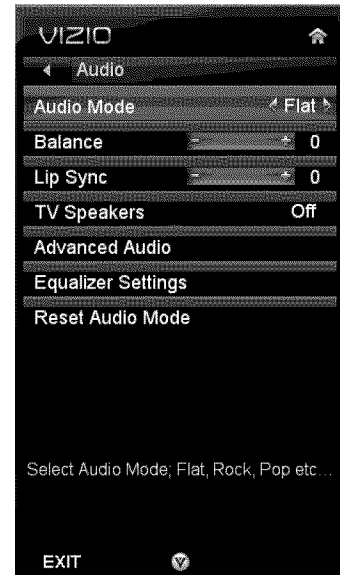 VIZIO
Audio
Audio Mode Flat
Balance - + 0
Lip Sync - + 0
TV Speakers Off
Advanced Audio
Equalizer Settings
Reset Audio Mode
Select Audio Mode; Flat, Rock, Pop etc...
EXIT V